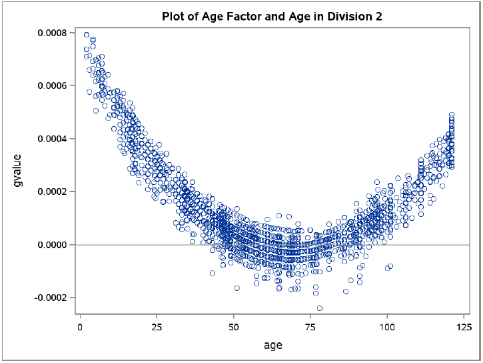 Plot of Age Factor and Age in Division 2
0.0008
0.0006
0.0004
0.0002
0.0000
-0.0002
gvalue
0 25 50 75 100 125
age